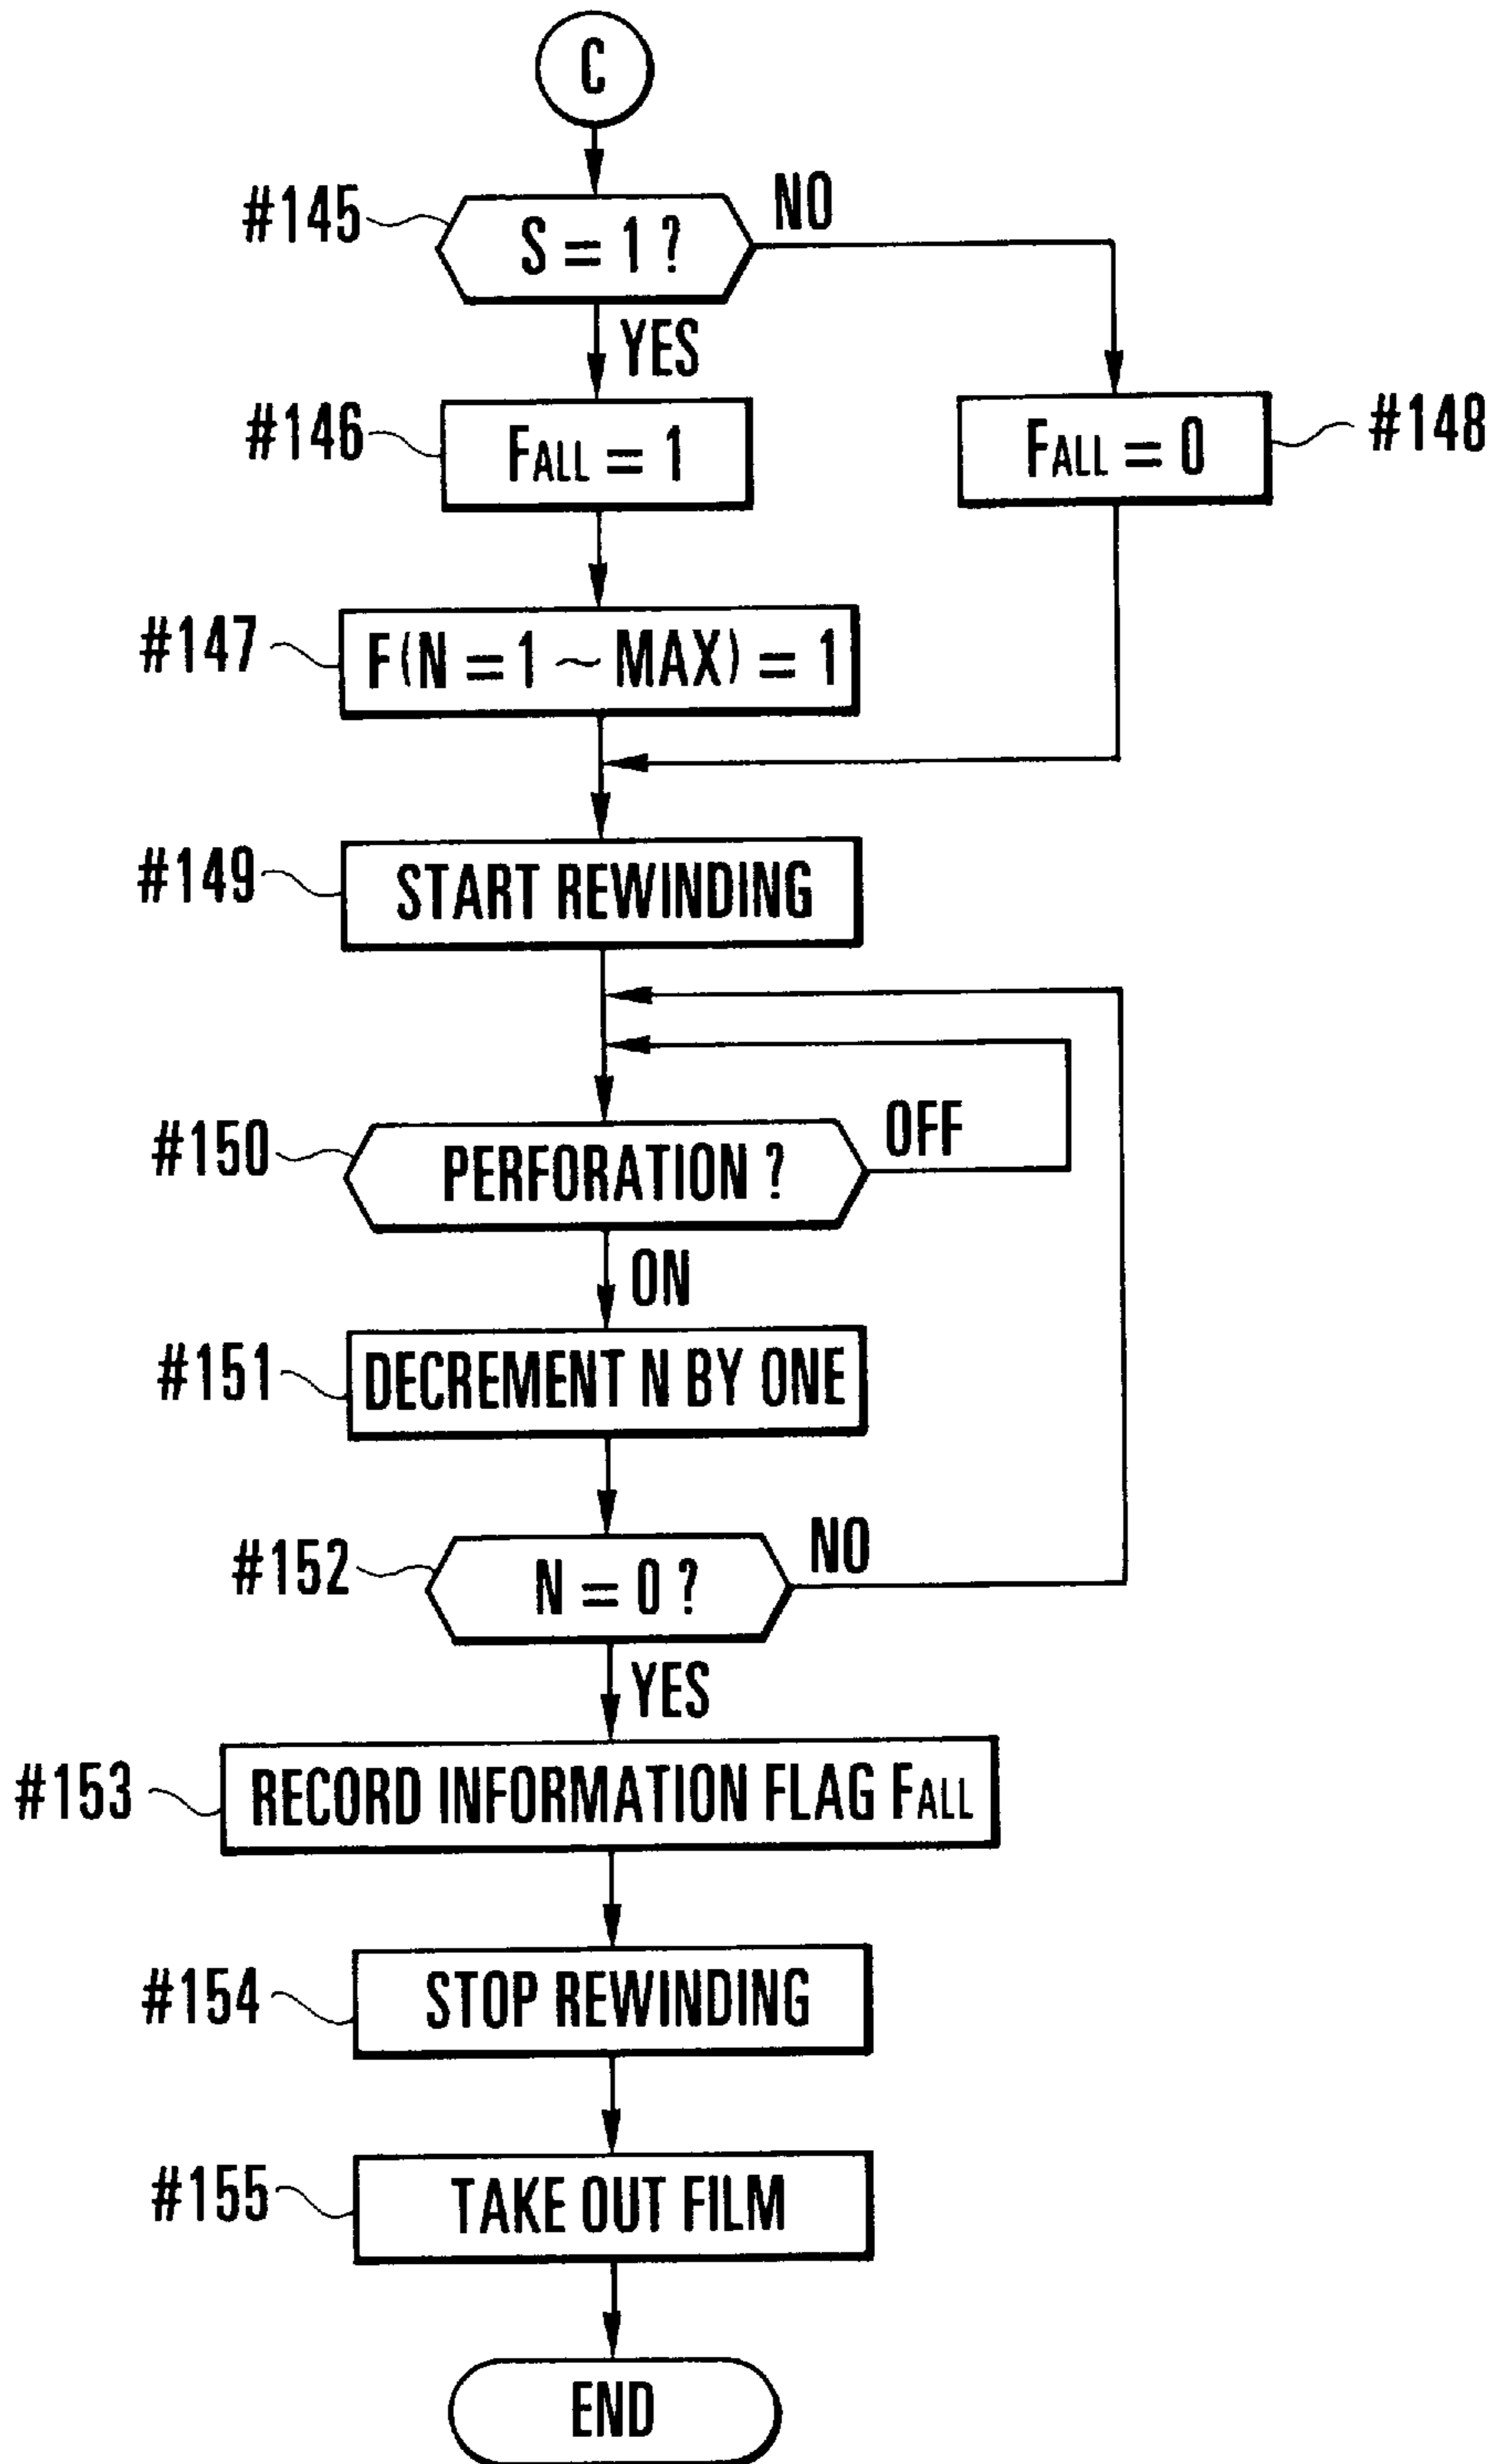 C
#145
S = 1 ?
NO
YES
#146
FALL = 1
FALL = 0
#148
#147
F(N = 1 ~ MAX) = 1
#149
START REWINDING
#150
PERFORATION ?
OFF
ON
#151
DECREMENT N BY ONE
#152
N = 0 ?
NO
YES
#153
RECORD INFORMATION FLAG FALL
#154
STOP REWINDING
#155
TAKE OUT FILM
END